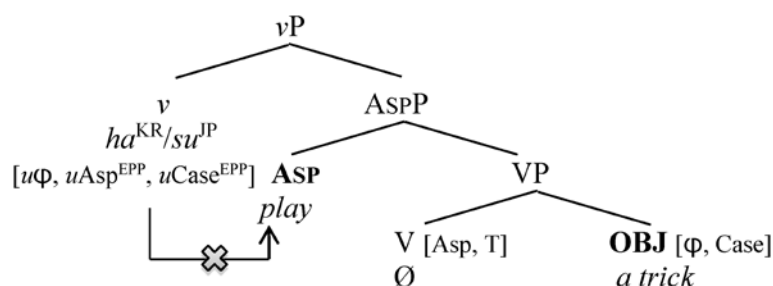 vP
v AspP
ha^KR/su^JP
[uφ, uAsp^EPP, uCase^EPP] Asp VP
play
V [Asp, T] OBJ [φ, Case]
Ø a trick